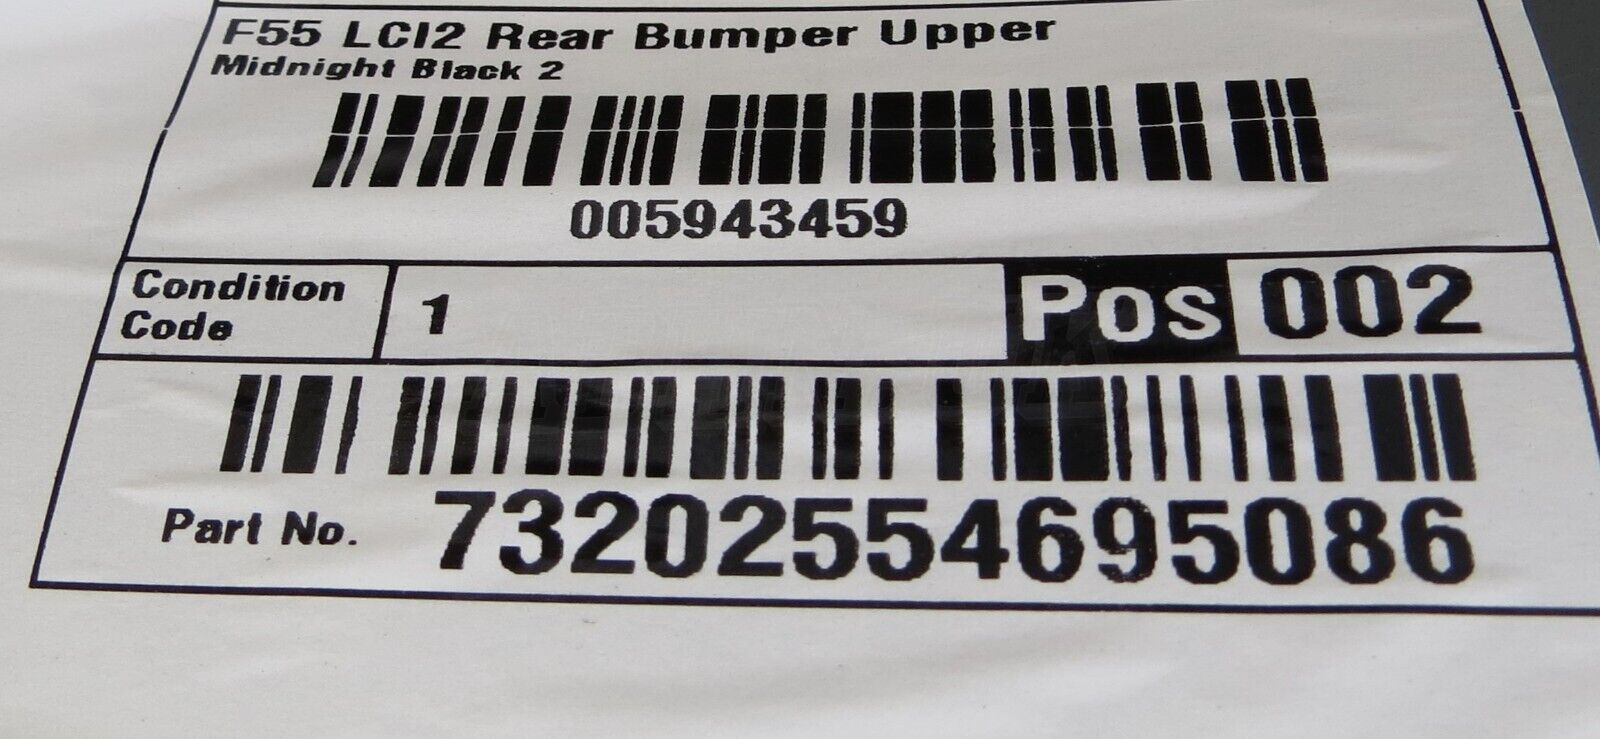 F55 LCI2 Rear Bumper Upper
Midnight Black 2
005943459
Condition Code
1
Pos 002
Part No. 73202554695086